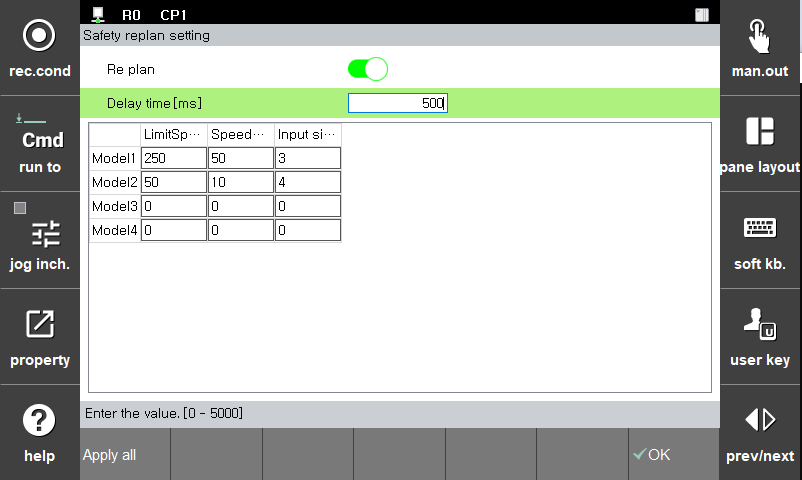 R0 CP1
Safety replan setting
rec.cond
Re plan
man.out
Delay time[ms] 500
LimitSp··· Speed··· Input si···
Model1 250 50 3
Cmd
run to
Model2 50 10 4
pane layout
Model3 0 0 0
Model4 0 0 0
jog inch.
soft kb.
property
U
user key
Enter the value. [0 - 5000]
?
help
Apply all
OK
prev/next